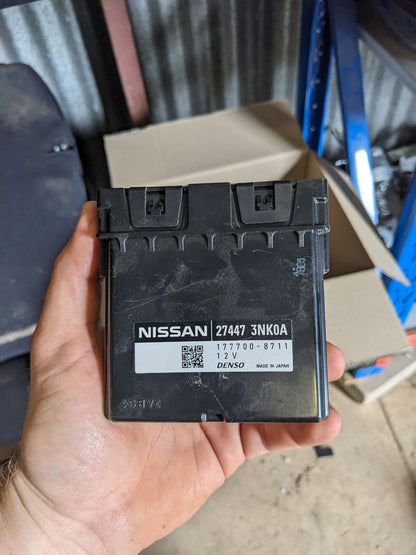 NISSAN 27447 3NK0A
177700-8711
12V
DENSO MADE IN JAPAN